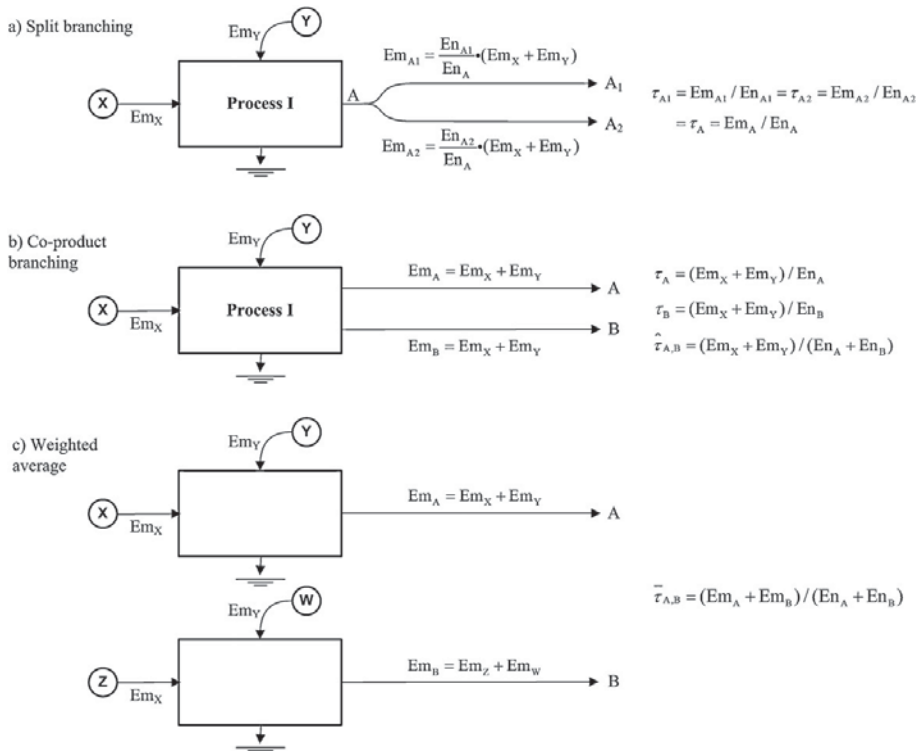 a) Split branching
Y
Em_Y
X
Em_X
Process I
A
Em_A1 = En_A1/En_A •(Em_X + Em_Y)
A_1
A_2
Em_A2 = En_A2/En_A •(Em_X + Em_Y)
τ_A1 = Em_A1 / En_A1 = τ_A2 = Em_A2 / En_A2
= τ_A = Em_A / En_A
b) Co-product
branching
Y
Em_Y
X
Em_X
Process I
Em_A = Em_X + Em_Y
A
B
Em_B = Em_X + Em_Y
τ_A = (Em_X + Em_Y) / En_A
τ_B = (Em_X + Em_Y) / En_B
τ̂_A,B = (Em_X + Em_Y) / (En_A + En_B)
c) Weighted
average
Y
Em_Y
X
Em_X
Em_A = Em_X + Em_Y
A
W
Em_Y
Z
Em_X
Em_B = Em_Z + Em_W
B
τ̄_A,B = (Em_A + Em_B) / (En_A + En_B)